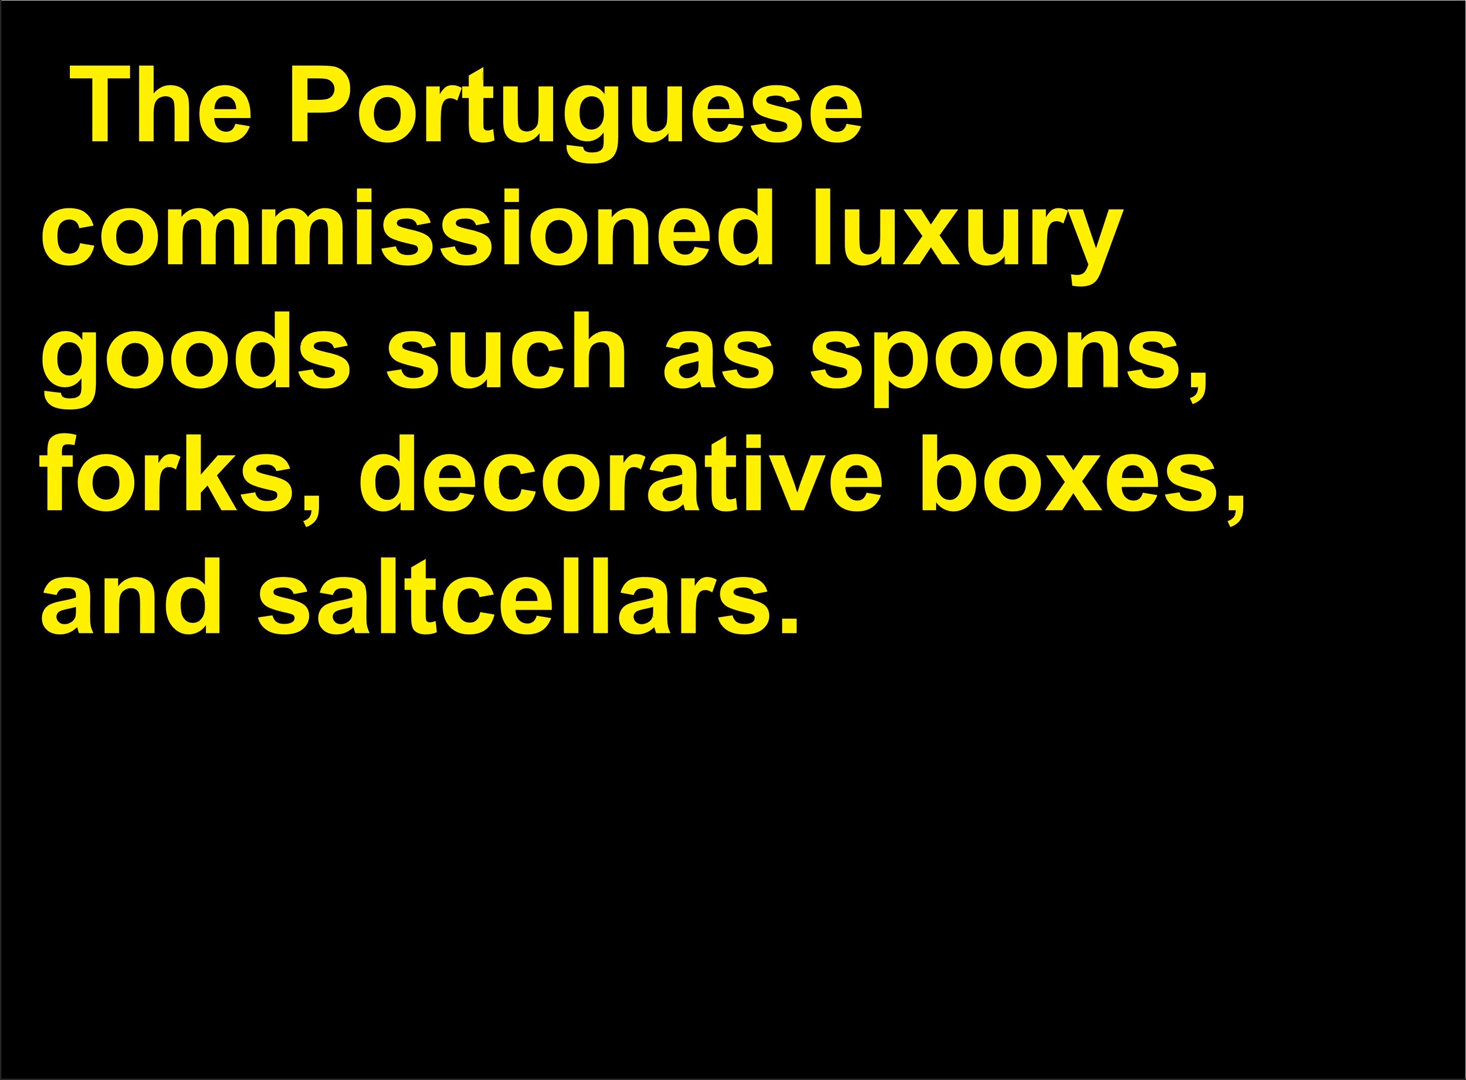 The Portuguese
commissioned luxury
goods such as spoons,
forks, decorative boxes,
and saltcellars.